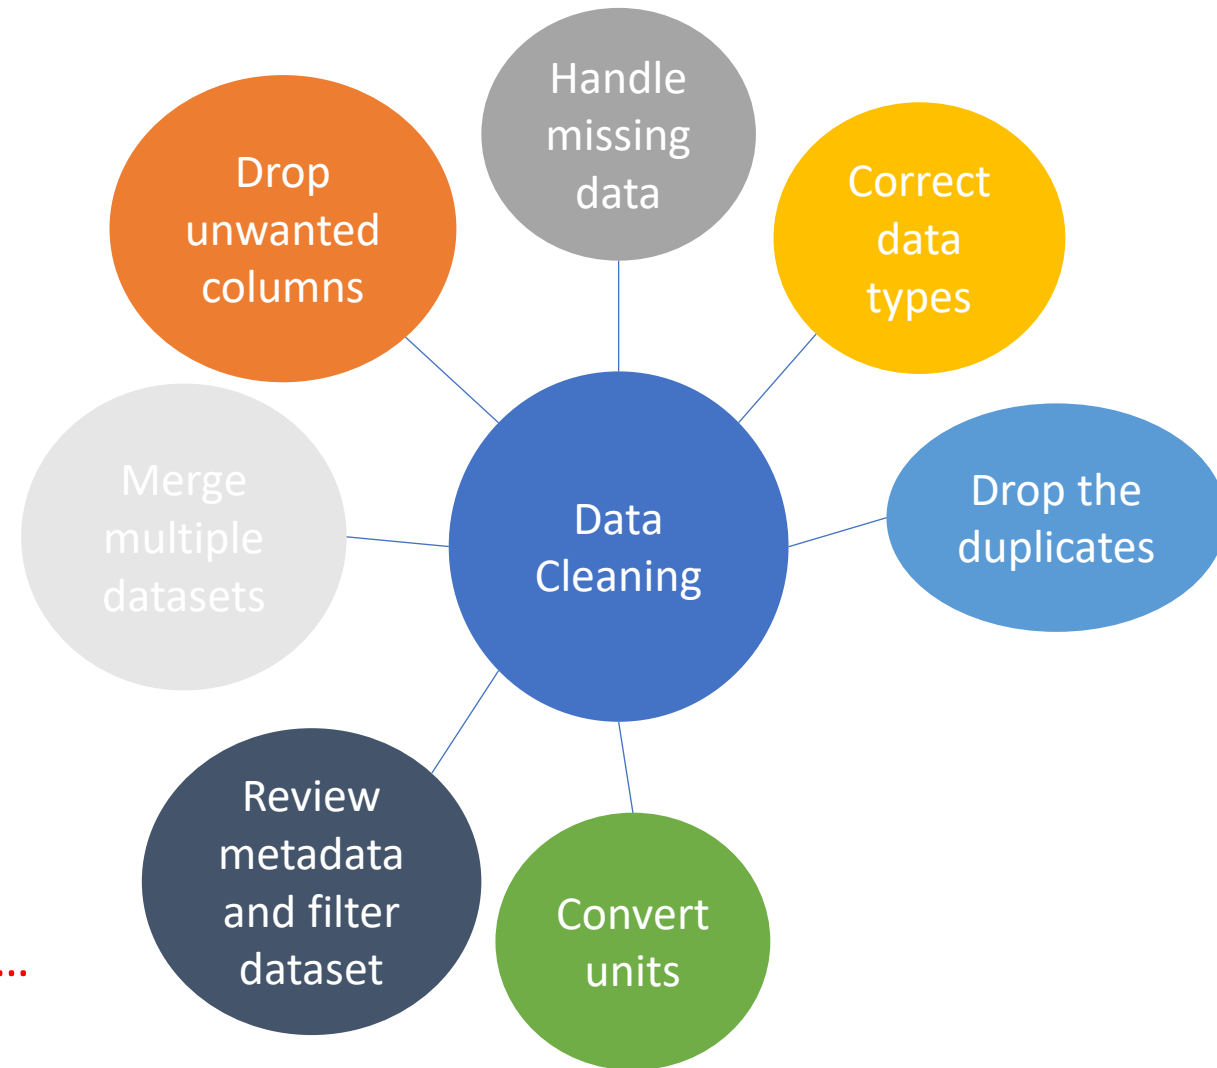 Handle
missing
data
Drop
unwanted
columns
Correct
data
types
Merge
multiple
datasets
Data
Cleaning
Drop the
duplicates
Review
metadata
and filter
dataset
Convert
units
...